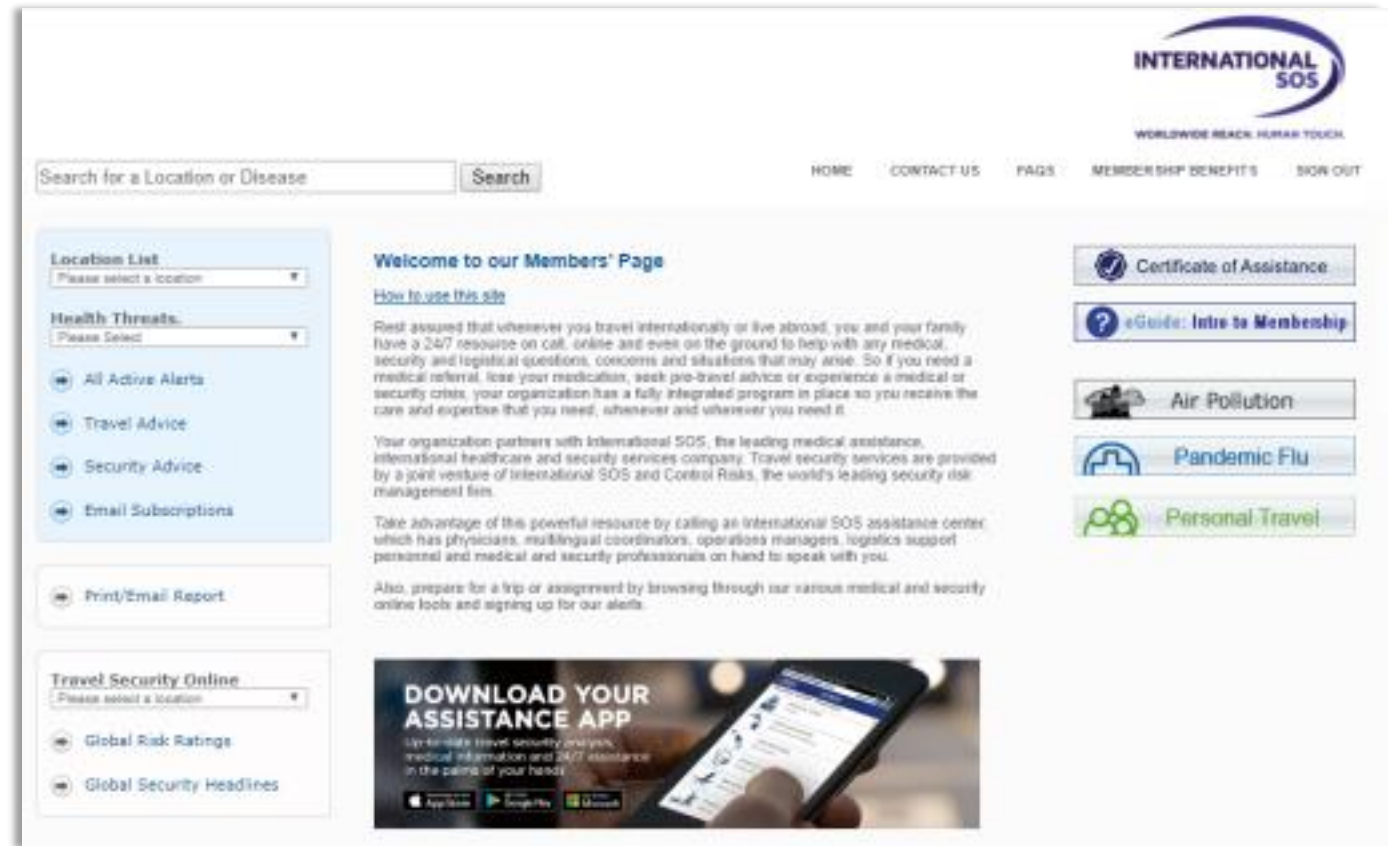 INTERNATIONAL
SOS
WORLDWIDE REACH. HUMAN TOUCH.
Search for a Location or Disease
Search
HOME
CONTACT US
FAQS
MEMBERSHIP BENEFITS
SIGN OUT
Location List
Please select a location
Health Threats.
Please Select
All Active Alerts
Travel Advice
Security Advice
Email Subscriptions
Print/Email Report
Travel Security Online
Please select a location
Global Risk Ratings
Global Security Headlines
Welcome to our Members' Page
How to use this site
Rest assured that whenever you travel internationally or live abroad, you and your family
have a 24/7 resource on call, online and even on the ground to help with any medical,
security and logistical questions, concerns and situations that may arise. So if you need a
medical referral, lose your medication, seek pre-travel advice or experience a medical or
security crisis, your organization has a fully integrated program in place so you receive the
care and expertise that you need, whenever and wherever you need it.
Your organization partners with International SOS, the leading medical assistance,
international healthcare and security services company. Travel security services are provided
by a joint venture of International SOS and Control Risks, the world's leading security risk
management firm.
Take advantage of this powerful resource by calling an International SOS assistance center,
which has physicians, multilingual coordinators, operations managers, logistics support
personnel and medical and security professionals on hand to speak with you.
Also, prepare for a trip or assignment by browsing through our various medical and security
online tools and signing up for our alerts.
DOWNLOAD YOUR
ASSISTANCE APP
Up-to-date travel security analysis,
medical information and 24/7 assistance
in the palms of your hands
App Store
Google Play
Microsoft
Certificate of Assistance
eGuide: Intro to Membership
Air Pollution
Pandemic Flu
Personal Travel